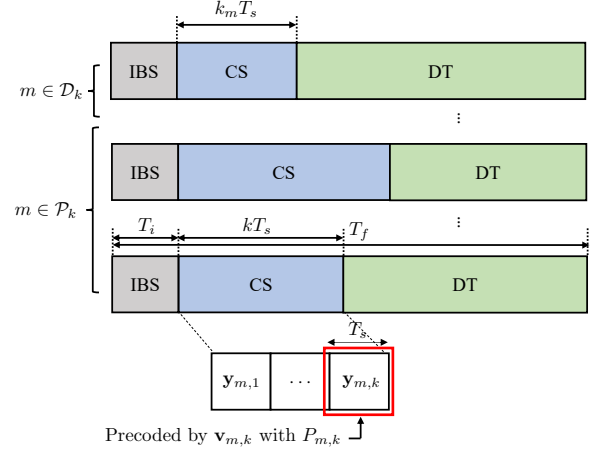 k_m T_s
IBS CS DT
m ∈ 𝒟_k
⋮
IBS CS DT
m ∈ 𝒫_k
⋮
T_i kT_s T_f
IBS CS DT
T_s
y_{m,1} ⋯ y_{m,k}
Precoded by v_{m,k} with P_{m,k}